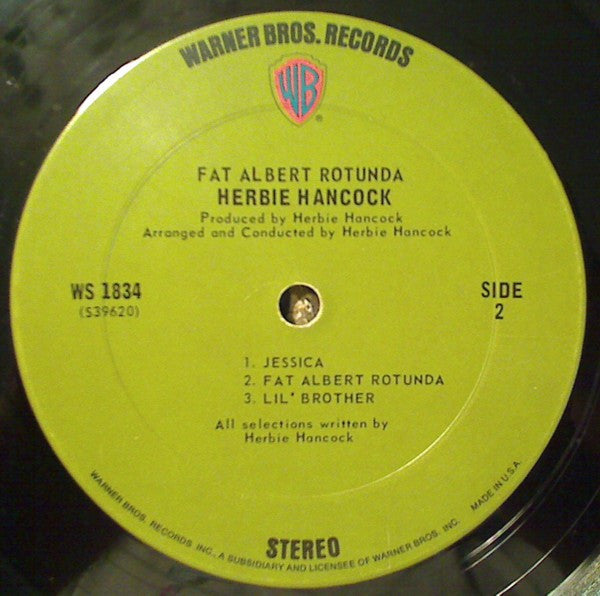 WARNER BROS. RECORDS
WB
®
FAT ALBERT ROTUNDA
HERBIE HANCOCK
Produced by Herbie Hancock
Arranged and Conducted by Herbie Hancock
WS 1834
(S39620)
SIDE
2
1. JESSICA
2. FAT ALBERT ROTUNDA
3. LIL' BROTHER
All selections written by
Herbie Hancock
STEREO
WARNER BROS. RECORDS INC., A SUBSIDIARY AND LICENSEE OF WARNER BROS. INC.
MADE IN U.S.A.